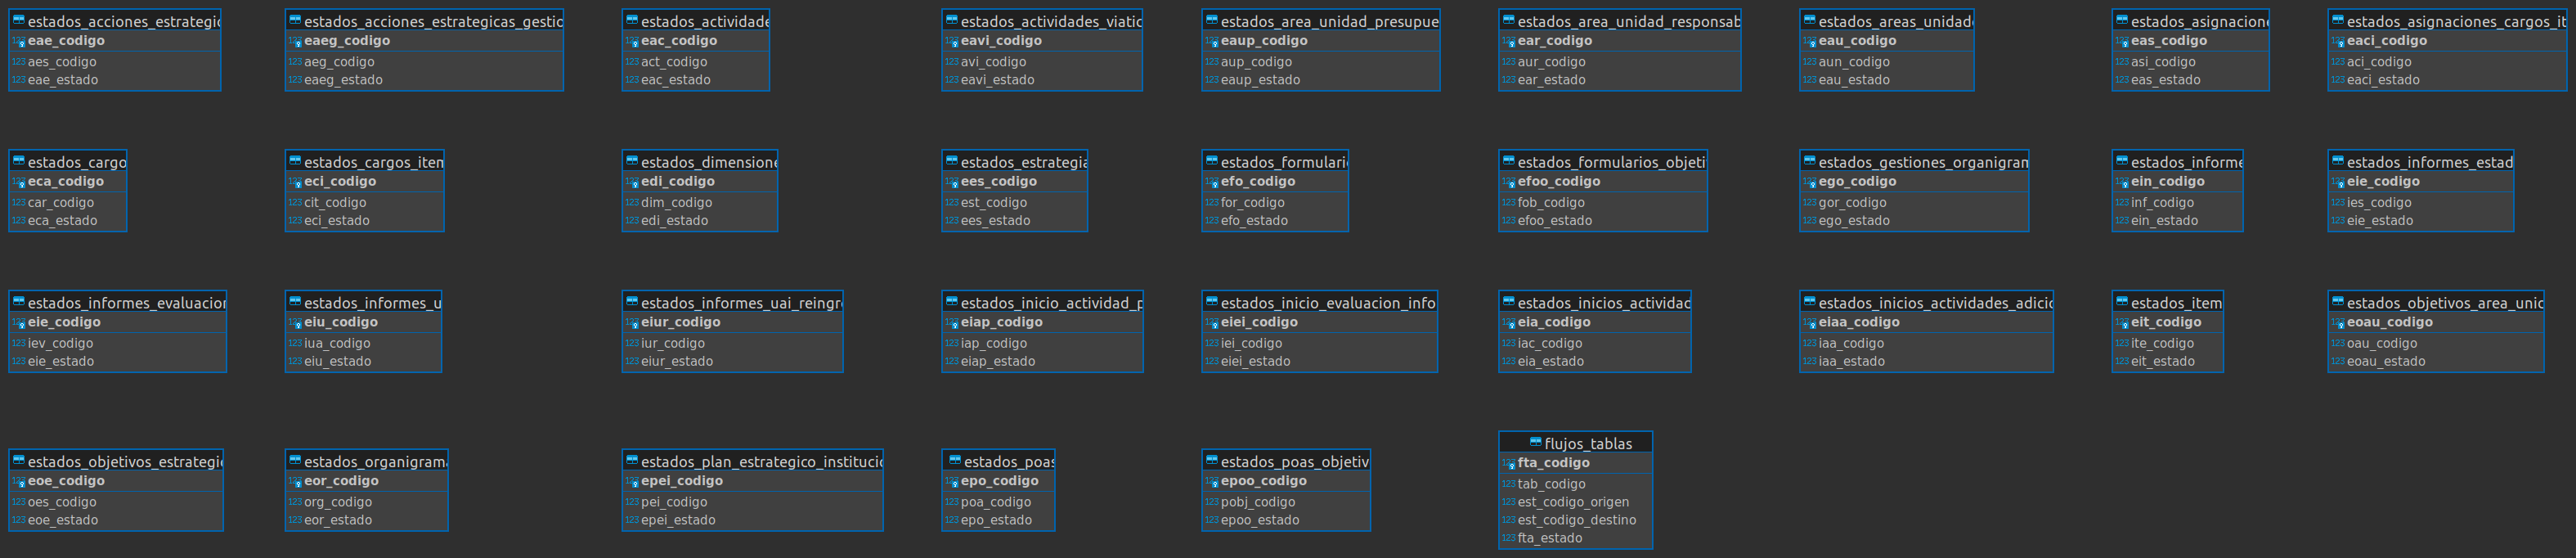 estados_acciones_estrategic
123 eae_codigo
123 aes_codigo
123 eae_estado
estados_acciones_estrategicas_gestic
123 eaeg_codigo
123 aeg_codigo
123 eaeg_estado
estados_actividade
123 eac_codigo
123 act_codigo
123 eac_estado
estados_actividades_viatic
123 eavi_codigo
123 avi_codigo
123 eavi_estado
estados_area_unidad_presupue
123 eaup_codigo
123 aup_codigo
123 eaup_estado
estados_area_unidad_responsab
123 ear_codigo
123 aur_codigo
123 ear_estado
estados_areas_unidade
123 eau_codigo
123 aun_codigo
123 eau_estado
estados_asignacione
123 eas_codigo
123 asi_codigo
123 eas_estado
estados_asignaciones_cargos_it
123 eaci_codigo
123 aci_codigo
123 eaci_estado
estados_cargo
123 eca_codigo
123 car_codigo
123 eca_estado
estados_cargos_item
123 eci_codigo
123 cit_codigo
123 eci_estado
estados_dimensione
123 edi_codigo
123 dim_codigo
123 edi_estado
estados_estrategia
123 ees_codigo
123 est_codigo
123 ees_estado
estados_formulario
123 efo_codigo
123 for_codigo
123 efo_estado
estados_formularios_objeti
123 efoo_codigo
123 fob_codigo
123 efoo_estado
estados_gestiones_organigran
123 ego_codigo
123 gor_codigo
123 ego_estado
estados_informe
123 ein_codigo
123 inf_codigo
123 ein_estado
estados_informes_estad
123 eie_codigo
123 ies_codigo
123 eie_estado
estados_informes_evaluacion
123 eie_codigo
123 iev_codigo
123 eie_estado
estados_informes_u
123 eiu_codigo
123 iua_codigo
123 eiu_estado
estados_informes_uai_reingr
123 eiur_codigo
123 iur_codigo
123 eiur_estado
estados_inicio_actividad_p
123 eiap_codigo
123 iap_codigo
123 eiap_estado
estados_inicio_evaluacion_info
123 eiei_codigo
123 iei_codigo
123 eiei_estado
estados_inicios_actividad
123 eia_codigo
123 iac_codigo
123 eia_estado
estados_inicios_actividades_adicic
123 eiaa_codigo
123 iaa_codigo
123 iaa_estado
estados_item
123 eit_codigo
123 ite_codigo
123 eit_estado
estados_objetivos_area_unic
123 eoau_codigo
123 oau_codigo
123 eoau_estado
estados_objetivos_estrategi
123 eoe_codigo
123 oes_codigo
123 eoe_estado
estados_organigrama
123 eor_codigo
123 org_codigo
123 eor_estado
estados_plan_estrategico_institucic
123 epei_codigo
123 pei_codigo
123 epei_estado
estados_poas
123 epo_codigo
123 poa_codigo
123 epo_estado
estados_poas_objetiv
123 epoo_codigo
123 pobj_codigo
123 epoo_estado
flujos_tablas
123 fta_codigo
123 tab_codigo
123 est_codigo_origen
123 est_codigo_destino
123 fta_estado